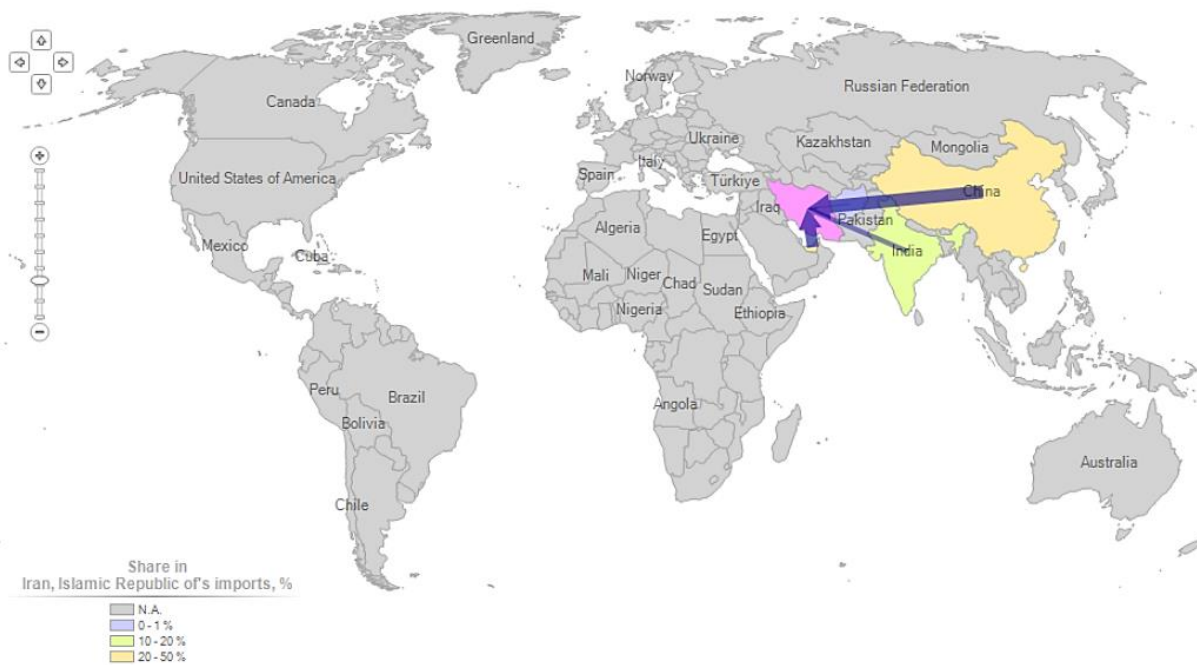 Greenland
Norway
Russian Federation
Canada
Ukraine
Kazakhstan
Mongolia
Italy
Spain
Türkiye
United States of America
China
Iraq
Pakistan
Algeria
Egypt
Mexico
Cuba
India
Mali
Niger
Chad
Sudan
Nigeria
Ethiopia
Peru
Brazil
Angola
Bolivia
Australia
Chile
Share in
Iran, Islamic Republic of's imports, %
N.A.
0 - 1 %
10 - 20 %
20 - 50 %